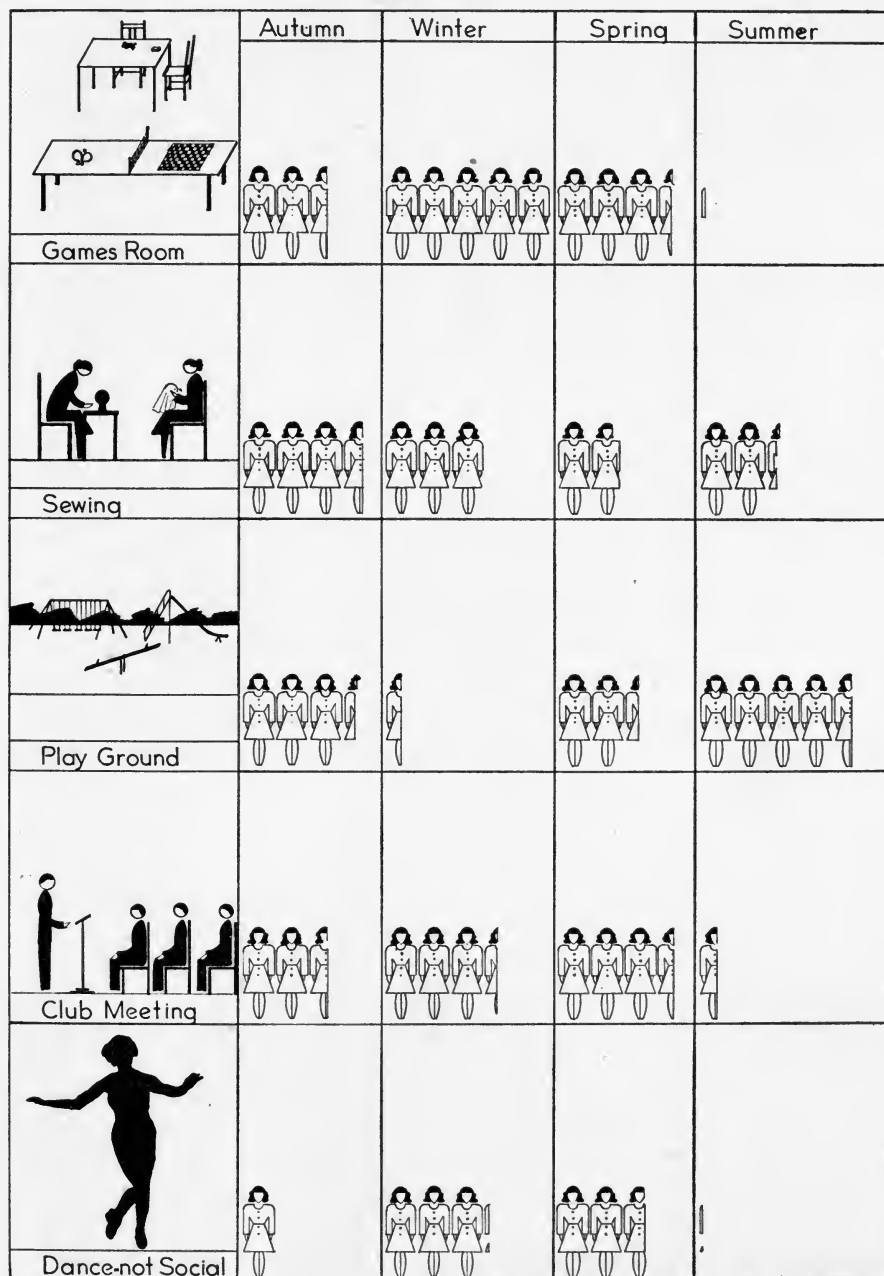 Autumn Winter Spring Summer
Games Room
Sewing
Play Ground
Club Meeting
Dance-not Social